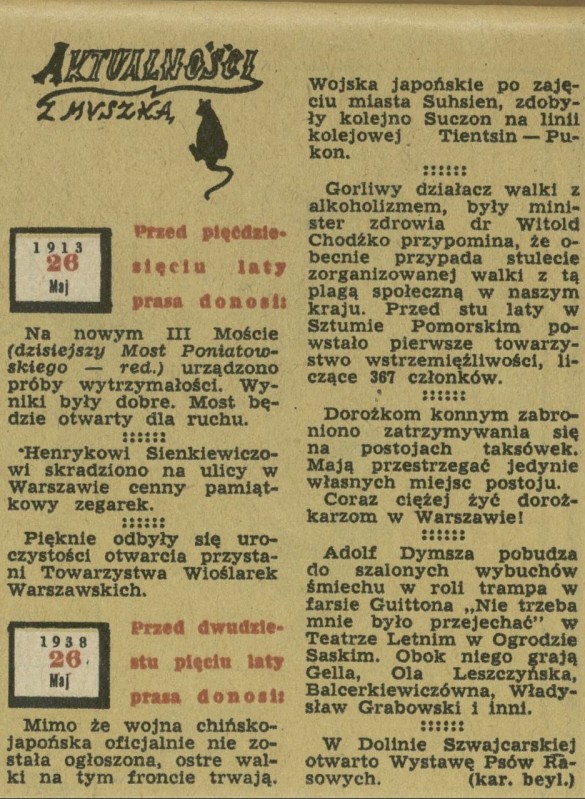 AKTUALNOŚCI
Z MYSZKĄ
1913
26
Maj
Przed pięćdzie-
sięciu laty
prasa donosi:
Na nowym III Moście
(dzisiejszy Most Poniatow-
skiego — red.) urządzono
próby wytrzymałości. Wy-
niki były dobre. Most bę-
dzie otwarty dla ruchu.
Henrykowi Sienkiewiczo-
wi skradziono na ulicy w
Warszawie cenny pamiąt-
kowy zegarek.
Pięknie odbyły się uro-
czystości otwarcia przysta-
ni Towarzystwa Wioślarek
Warszawskich.
1938
26
Maj
Przed dwudzie-
stu pięciu laty
prasa donosi:
Mimo że wojna chińsko-
japońska oficjalnie nie zo-
stała ogłoszona, ostre wal-
ki na tym froncie trwają.
Wojska japońskie po zaję-
ciu miasta Suhsien, zdoby-
ły kolejno Suczon na linii
kolejowej Tientsin — Pu-
kon.
Gorliwy działacz walki z
alkoholizmem, były mini-
ster zdrowia dr Witold
Chodźko przypomina, że o-
becnie przypada stulecie
zorganizowanej walki z tą
plagą społeczną w naszym
kraju. Przed stu laty w
Sztumie Pomorskim po-
wstało pierwsze towarzy-
stwo wstrzemięźliwości, li-
czące 367 członków.
Dorożkom konnym zabro-
niono zatrzymywania się
na postojach taksówek.
Mają przestrzegać jedynie
własnych miejsc postoju.
Coraz ciężej żyć doroż-
karzom w Warszawie!
Adolf Dymsza pobudza
do szalonych wybuchów
śmiechu w roli trampa w
farsie Guittona „Nie trzeba
mnie było przejechać” w
Teatrze Letnim w Ogrodzie
Saskim. Obok niego grają
Gella, Ola Leszczyńska,
Balcerkiewiczówna, Włady-
sław Grabowski i inni.
W Dolinie Szwajcarskiej
otwarto Wystawę Psów Ra-
sowych. (kar. beyl.)